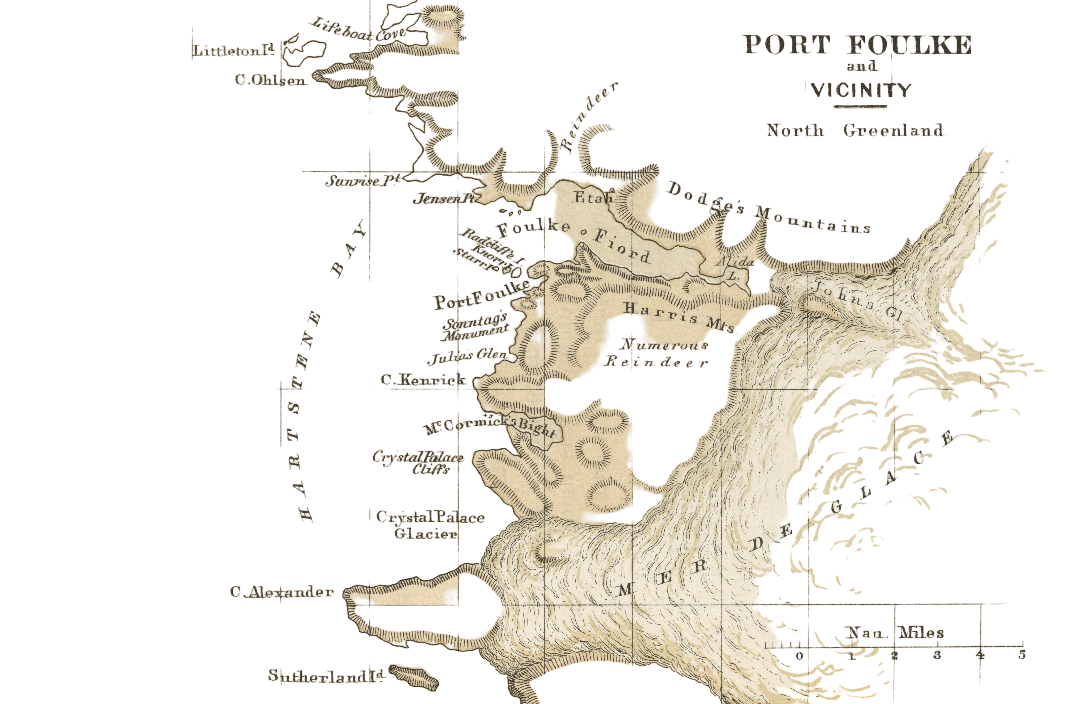 PORT FOULKE
and
VICINITY
North Greenland
Lifeboat Cove
Littleton Id
C. Ohlsen
Reindeer
Sunrise Pt
Jensen Pt
Etah
Dodge's Mountains
Foulke Fiord
Radcliffe I.
Knorr I.
Starr I.
Alida
L.
Port Foulke
Johns Gl
Harris Mts
Sonntag's
Monument
Numerous
Reindeer
Julias Glen
C. Kenrick
HARTSTENE BAY
McCormick's Bight
Crystal Palace
Cliffs
Crystal Palace
Glacier
MER DE GLACE
C. Alexander
Sutherland Id
Nau. Miles
0 1 2 3 4 5